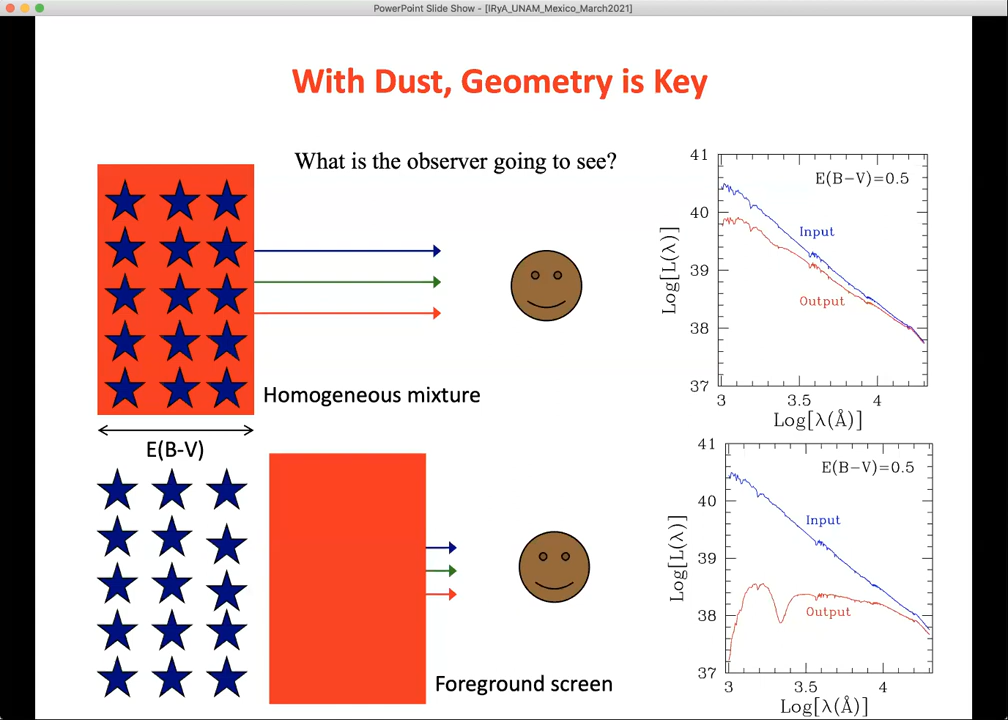 PowerPoint Slide Show - [IRyA_UNAM_Mexico_March2021]
With Dust, Geometry is Key
What is the observer going to see?
Homogeneous mixture
E(B-V)
Foreground screen
41
40
39
38
37
Log[L(λ)]
E(B−V)=0.5
Input
Output
3
3.5
4
Log[λ(Å)]
41
40
39
38
37
Log[L(λ)]
E(B−V)=0.5
Input
Output
3
3.5
4
Log[λ(Å)]